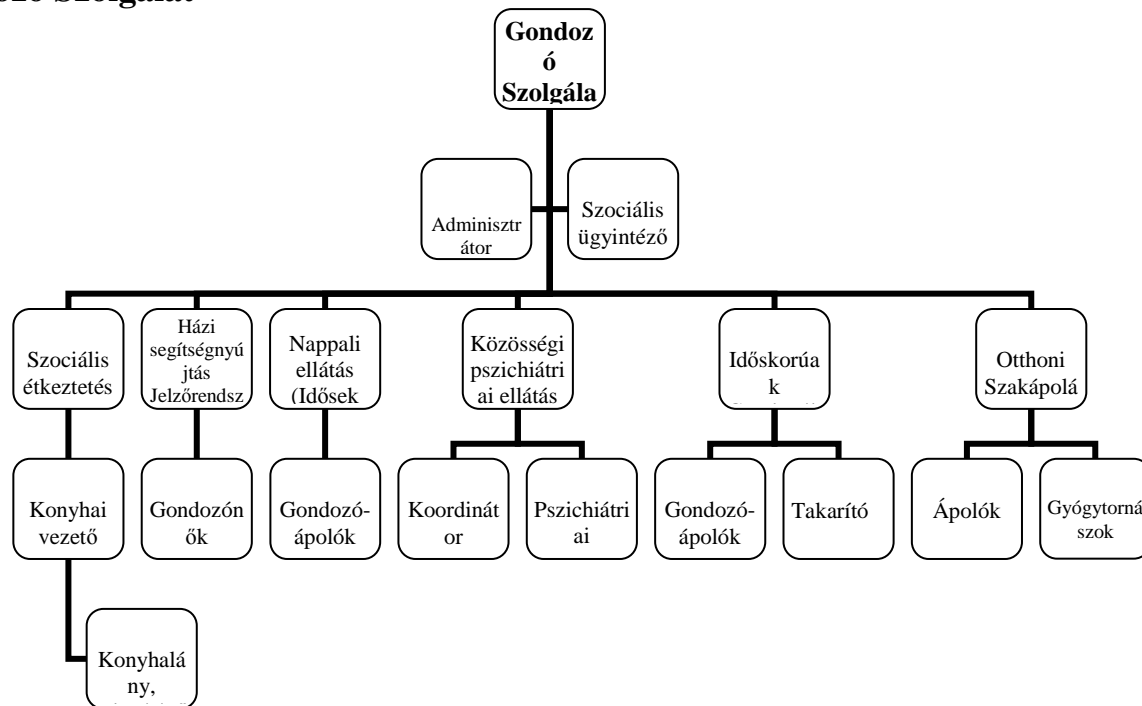 Szolgálat
Gondoz
ó
Szolgála
Adminisztr
átor
Szociális
ügyintéző
Szociális
étkeztetés
Házi
segítségnyú
jtás
Jelzőrendsz
Nappali
ellátás
(Idősek
Közösségi
pszichiátri
ai ellátás
Időskorúa
k
Otthoni
Szakápolá
Konyhai
vezető
Gondozón
ők
Gondozó-
ápolók
Koordinát
or
Pszichiátri
ai
Gondozó-
ápolók
Takarító
Ápolók
Gyógytorná
szok
Konyhalá
ny,